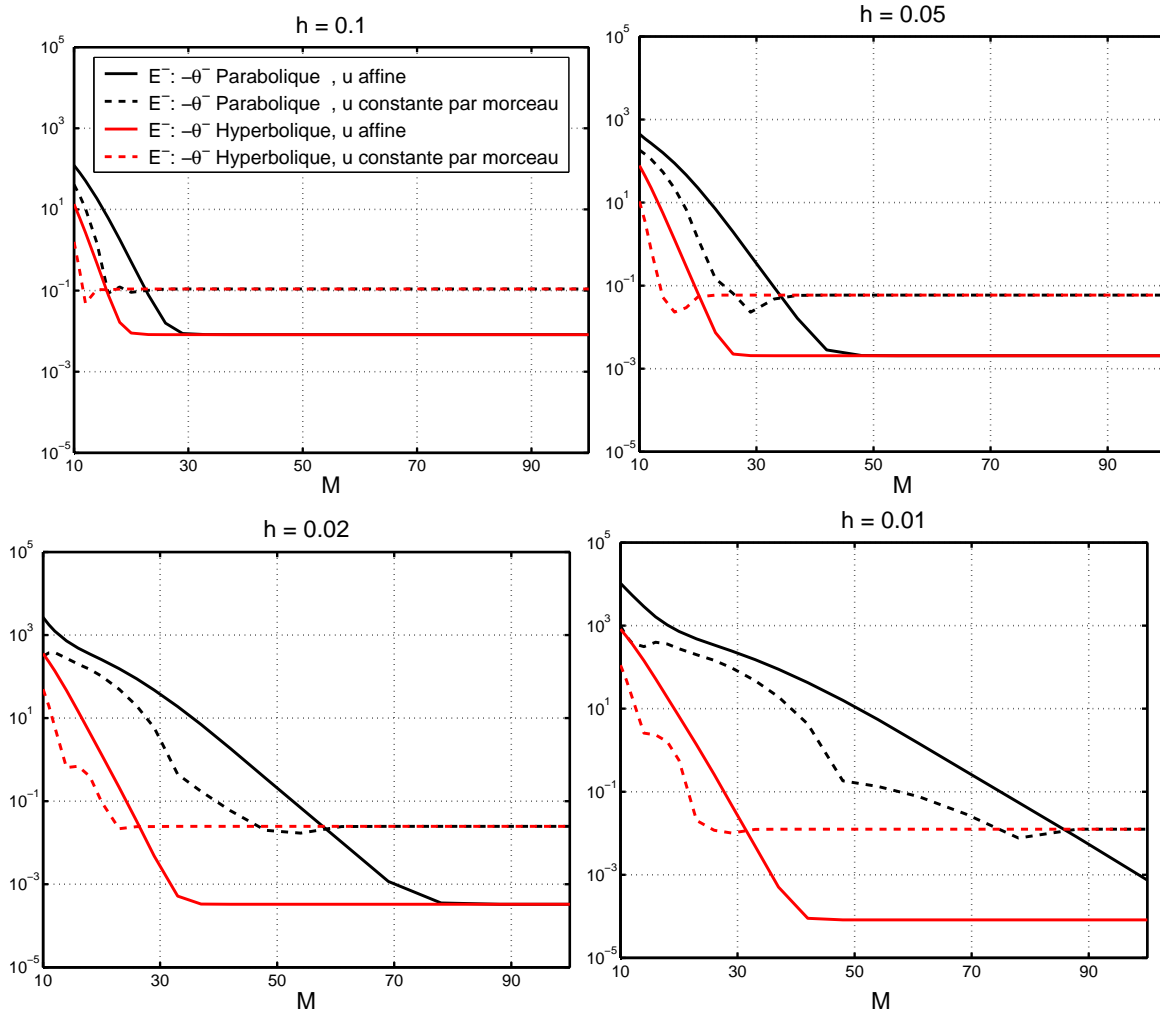 h = 0.1
10^5
10^3
10^1
10^-1
10^-3
10^-5
E^-: -θ^- Parabolique , u affine
E^-: -θ^- Parabolique , u constante par morceau
E^-: -θ^- Hyperbolique, u affine
E^-: -θ^- Hyperbolique, u constante par morceau
10 30 50 70 90
M
h = 0.05
10^5
10^3
10^1
10^-1
10^-3
10^-5
10 30 50 70 90
M
h = 0.02
10^5
10^3
10^1
10^-1
10^-3
10^-5
10 30 50 70 90
M
h = 0.01
10^5
10^3
10^1
10^-1
10^-3
10^-5
10 30 50 70 90
M